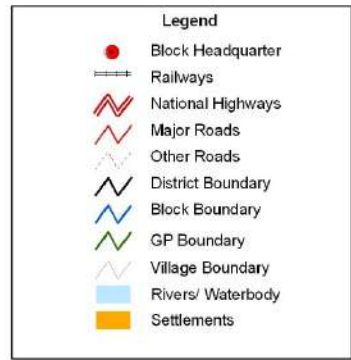 Legend
Block Headquarter
Railways
National Highways
Major Roads
Other Roads
District Boundary
Block Boundary
GP Boundary
Village Boundary
Rivers/ Waterbody
Settlements